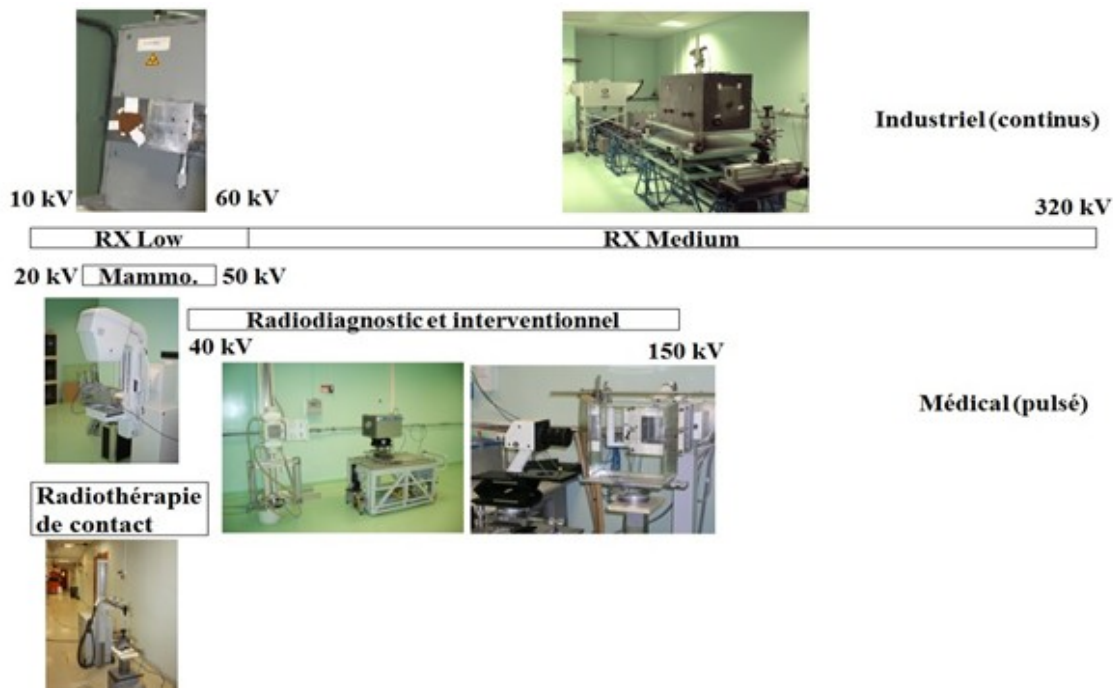 Industriel (continus)
10 kV
60 kV
320 kV
RX Low
RX Medium
20 kV
Mammo.
50 kV
Radiodiagnostic et interventionnel
40 kV
150 kV
Médical (pulsé)
Radiothérapie
de contact